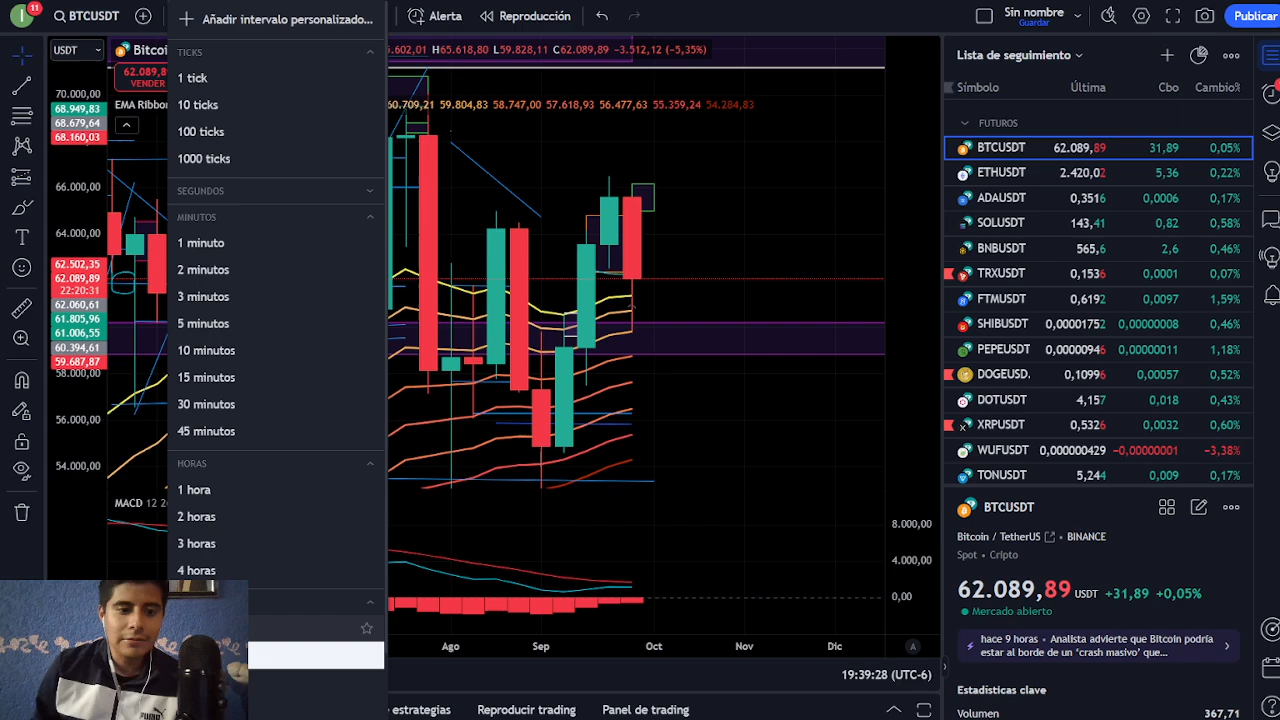 11
BTCUSDT
Añadir intervalo personalizado...
Alerta
Reproducción
Sin nombre
Guardar
Publicar
USDT
Bitcoi
5.602,01 H65.618,80 L59.828,11 C62.089,89 −3.512,12 (−5,35%)
62.089,8
VENDER
EMA Ribbon
60.709,21 59.804,83 58.747,00 57.618,93 56.477,63 55.359,24 54.284,83
70.000,00
68.949,83
68.679,64
68.160,03
66.000,00
64.000,00
62.502,35
62.089,89
22:20:31
62.060,61
61.805,96
61.006,55
60.394,61
59.687,87
58.000,00
56.000,00
54.000,00
MACD 12 2
TICKS
1 tick
10 ticks
100 ticks
1000 ticks
SEGUNDOS
MINUTOS
1 minuto
2 minutos
3 minutos
5 minutos
10 minutos
15 minutos
30 minutos
45 minutos
HORAS
1 hora
2 horas
3 horas
4 horas
8.000,00
4.000,00
0,00
Ago Sep Oct Nov Dic
A
19:39:28 (UTC-6)
e estrategias Reproducir trading Panel de trading
Lista de seguimiento
Símbolo Última Cbo Cambio%
FUTUROS
BTCUSDT 62.089,89 31,89 0,05%
ETHUSDT 2.420,02 5,36 0,22%
ADAUSDT 0,3516 0,0006 0,17%
SOLUSDT 143,41 0,82 0,58%
BNBUSDT 565,6 2,6 0,46%
TRXUSDT 0,1536 0,0001 0,07%
FTMUSDT 0,6192 0,0097 1,59%
SHIBUSDT 0,00001752 0,00000008 0,46%
PEPEUSDT 0,00000946 0,00000011 1,18%
DOGEUSD. 0,10996 0,00057 0,52%
DOTUSDT 4,157 0,018 0,43%
XRPUSDT 0,5326 0,0032 0,60%
WUFUSDT 0,000000429 −0,00000001 −3,38%
TONUSDT 5,244 0,009 0,17%
BTCUSDT
Bitcoin / TetherUS • BINANCE
Spot • Cripto
62.089,89 USDT +31,89 +0,05%
Mercado abierto
hace 9 horas • Analista advierte que Bitcoin podría
estar al borde de un ‘crash masivo’ que...
Estadísticas clave
Volumen 367,71
PUMA